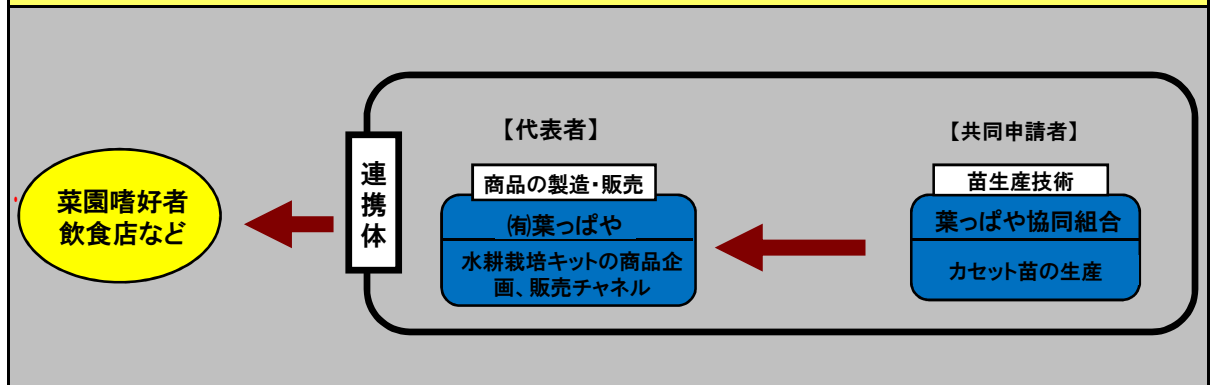 菜園嗜好者
飲食店など
連携体
【代表者】
商品の製造・販売
㈲葉っぱや
水耕栽培キットの商品企
画、販売チャネル
【共同申請者】
苗生産技術
葉っぱや協同組合
カセット苗の生産